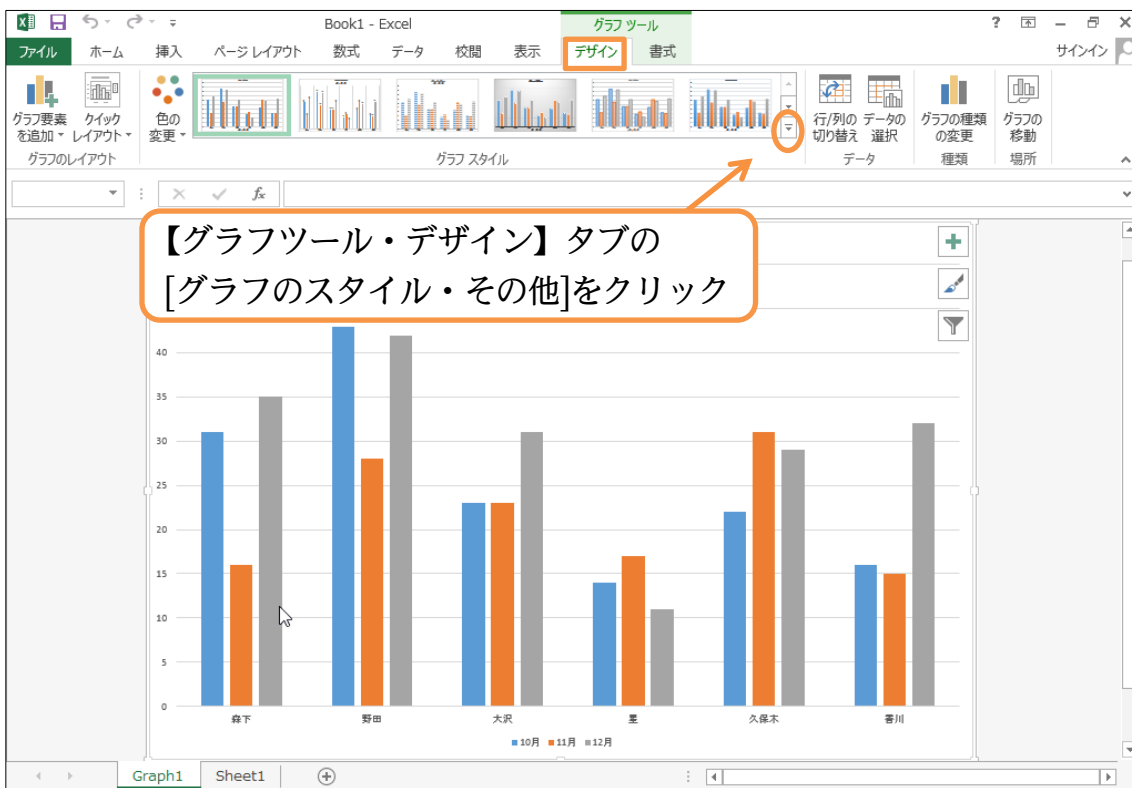 Book1 - Excel
グラフ ツール
?
ファイル
ホーム
挿入
ページ レイアウト
数式
データ
校閲
表示
デザイン
書式
サインイン
グラフ要素
を追加
クイック
レイアウト
色の
変更
行/列の
切り替え
データの
選択
グラフの種類
の変更
グラフの
移動
グラフのレイアウト
グラフ スタイル
データ
種類
場所
fx
【グラフツール・デザイン】タブの
[グラフのスタイル・その他]をクリック
40
35
30
25
20
15
10
5
0
森下
野田
大沢
星
久保木
香川
10月
11月
12月
Graph1
Sheet1